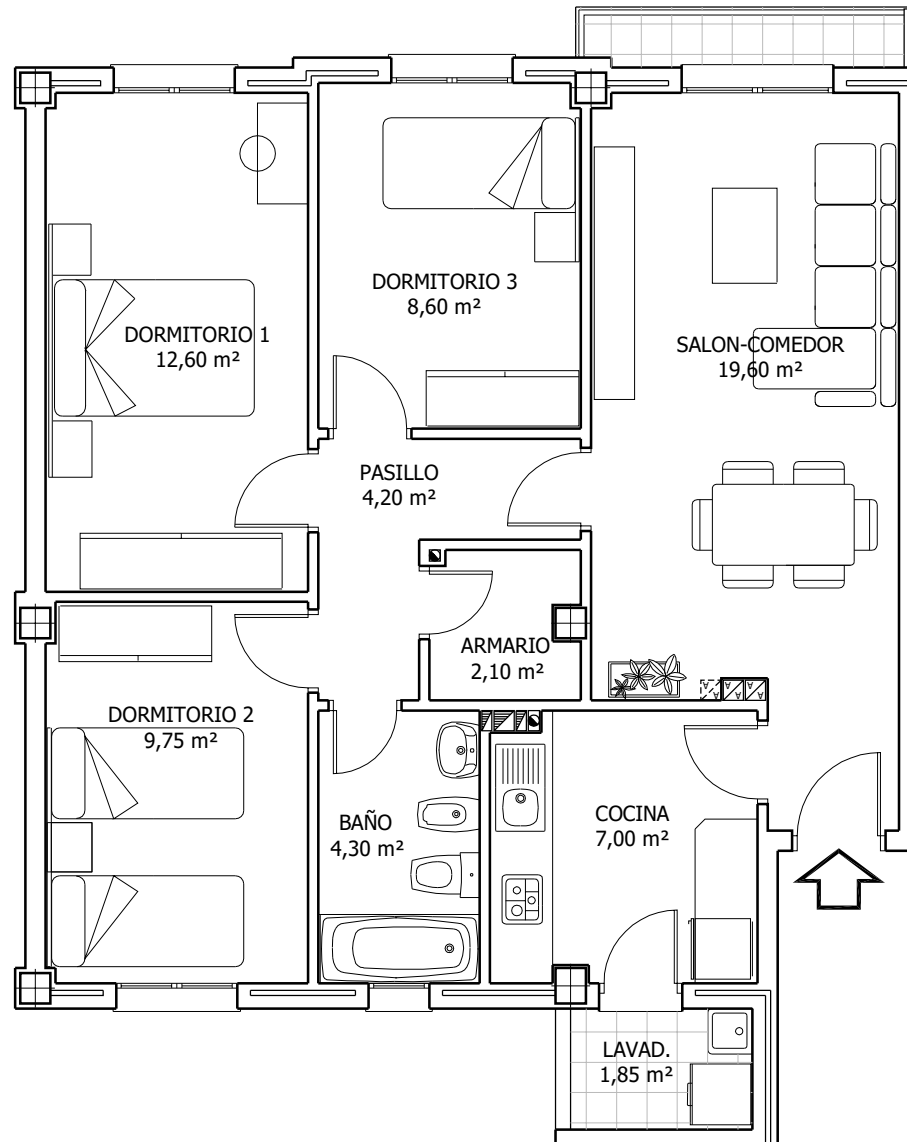 DORMITORIO 3
8,60 m²
DORMITORIO 1
12,60 m²
SALON-COMEDOR
19,60 m²
PASILLO
4,20 m²
ARMARIO
2,10 m²
DORMITORIO 2
9,75 m²
BAÑO
4,30 m²
COCINA
7,00 m²
LAVAD.
1,85 m²
A
A
A
A
A